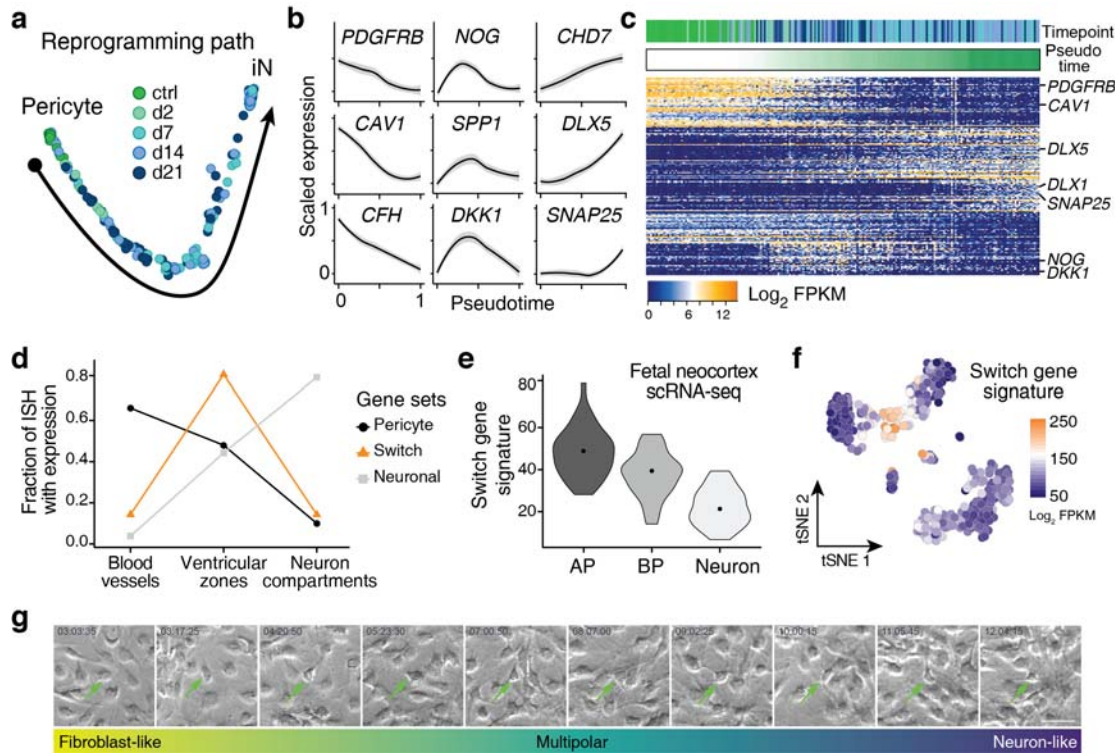 a
Reprogramming path
iN
Pericyte
ctrl
d2
d7
d14
d21
b
PDGFRB
NOG
CHD7
CAV1
SPP1
DLX5
CFH
DKK1
SNAP25
Scaled expression
1
0
0
1
Pseudotime
c
Timepoint
Pseudo
time
PDGFRB
CAV1
DLX5
DLX1
SNAP25
NOG
DKK1
0 6 12
Log2 FPKM
d
Fraction of ISH
with expression
0.8
0.6
0.4
0.2
0.0
Blood
vessels
Ventricular
zones
Neuron
compartments
Gene sets
Pericyte
Switch
Neuronal
e
Fetal neocortex
scRNA-seq
Switch gene
signature
80
60
40
20
AP
BP
Neuron
f
Switch gene
signature
250
150
50
Log2 FPKM
tSNE 2
tSNE 1
g
03:03:35
03:17:25
04:20:50
05:23:30
07:00:50
08:07:00
09:02:25
10:00:15
11:05:45
12:04:15
Fibroblast-like
Multipolar
Neuron-like